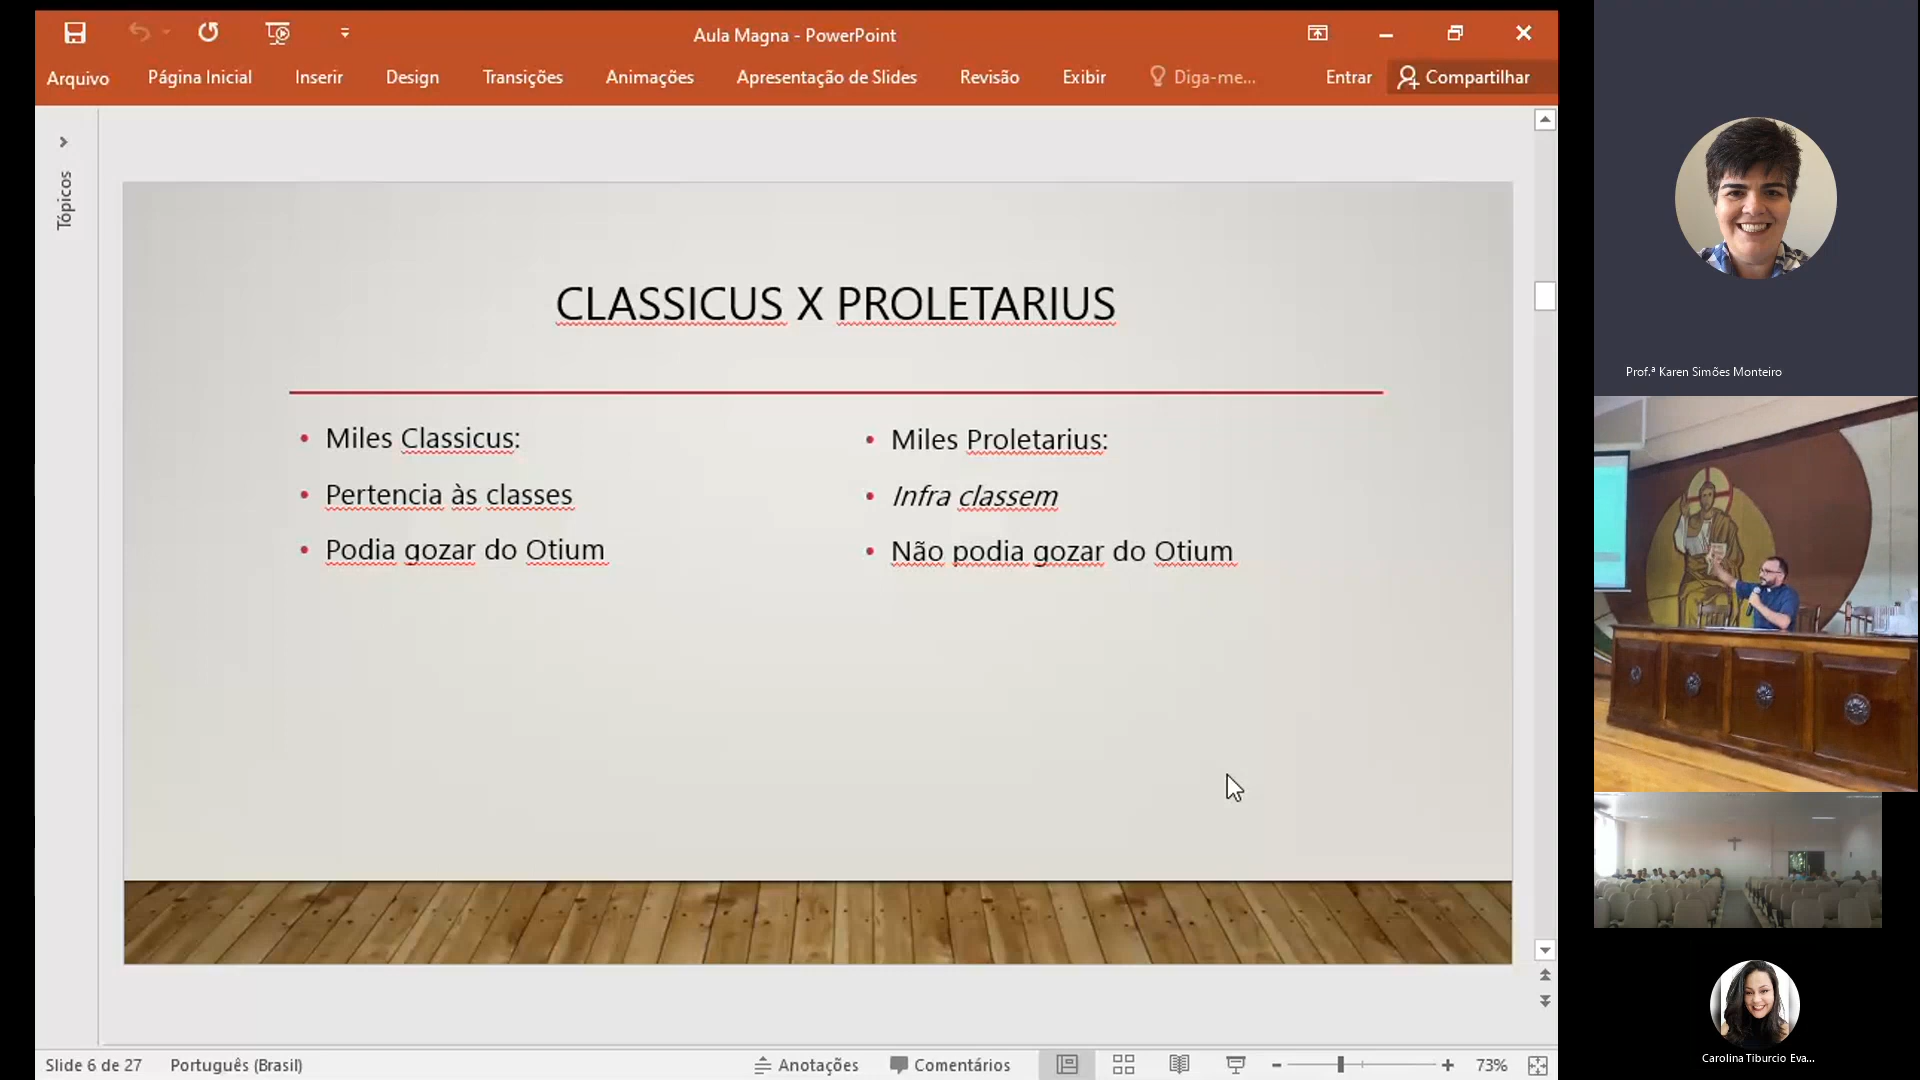 Aula Magna - PowerPoint
Arquivo Página Inicial Inserir Design Transições Animações Apresentação de Slides Revisão Exibir Diga-me... Entrar Compartilhar
Tópicos
CLASSICUS X PROLETARIUS
• Miles Classicus:
• Pertencia às classes
• Podia gozar do Otium
• Miles Proletarius:
• Infra classem
• Não podia gozar do Otium
Slide 6 de 27 Português (Brasil) Anotações Comentários 73%
Prof.ª Karen Simões Monteiro
Carolina Tiburcio Eva...